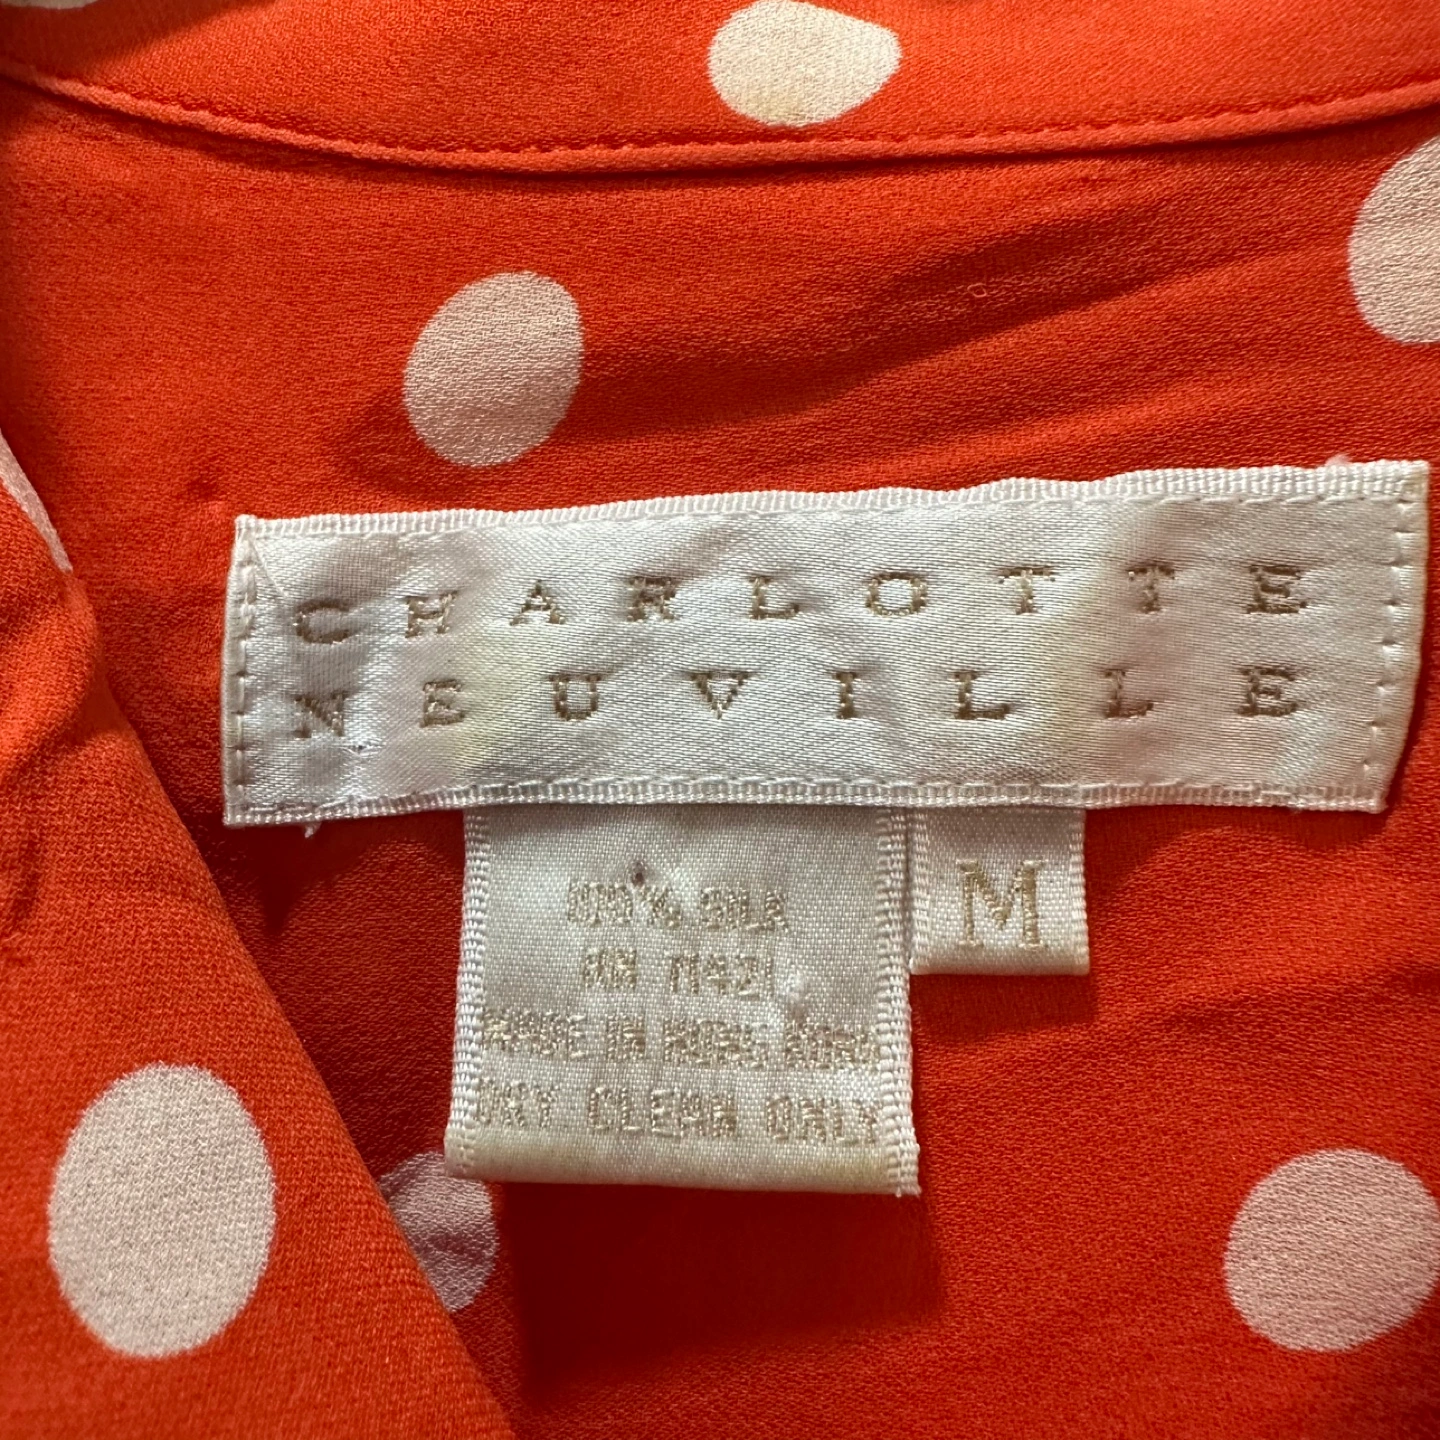 CHARLOTTE
NEUVILLE
M
100% SILK
RN 71421
MADE IN HONG KONG
DRY CLEAN ONLY